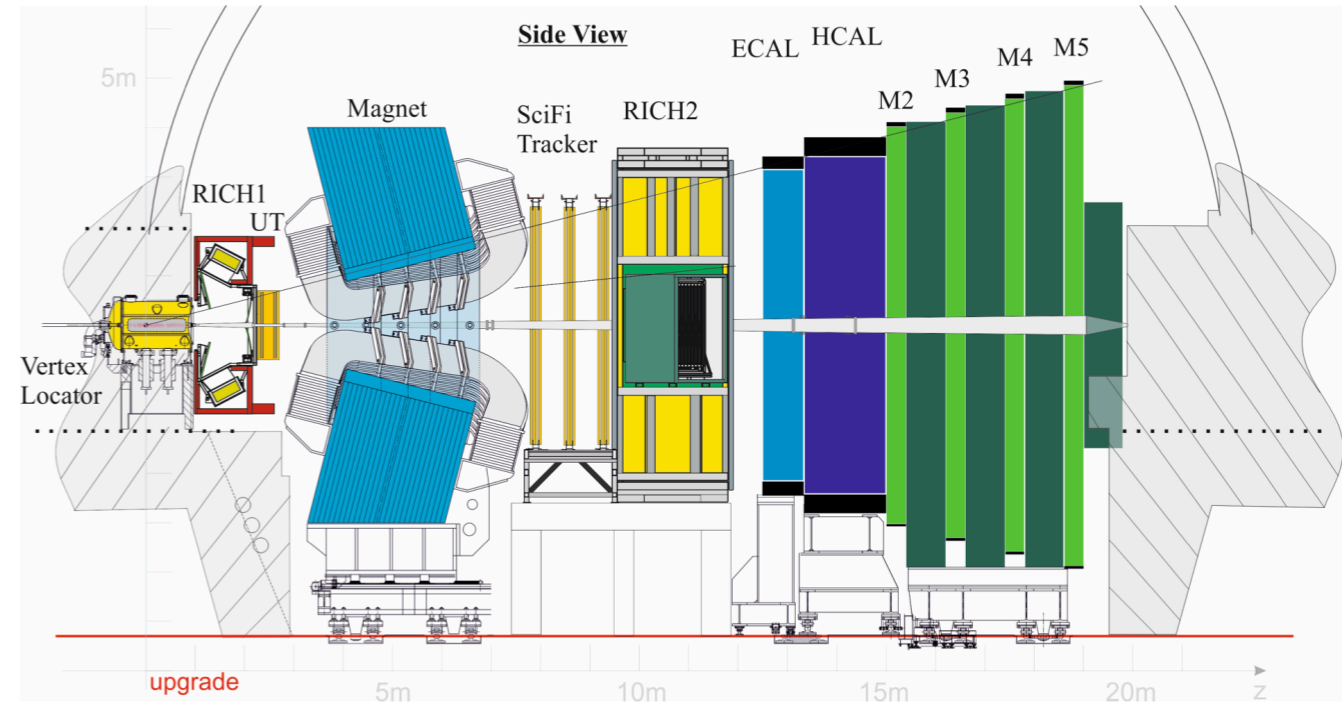 Side View
ECAL
HCAL
M5
M4
M3
M2
5m
Magnet
SciFi
Tracker
RICH2
RICH1
UT
Vertex
Locator
upgrade
5m
10m
15m
20m
z